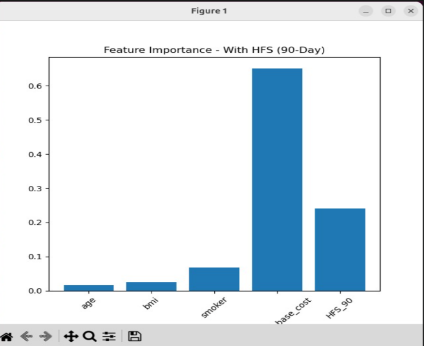 Figure 1
Feature Importance - With HFS (90-Day)
0.6
0.5
0.4
0.3
0.2
0.1
0.0
age
bmi
smoker
base_cost
HFS_90